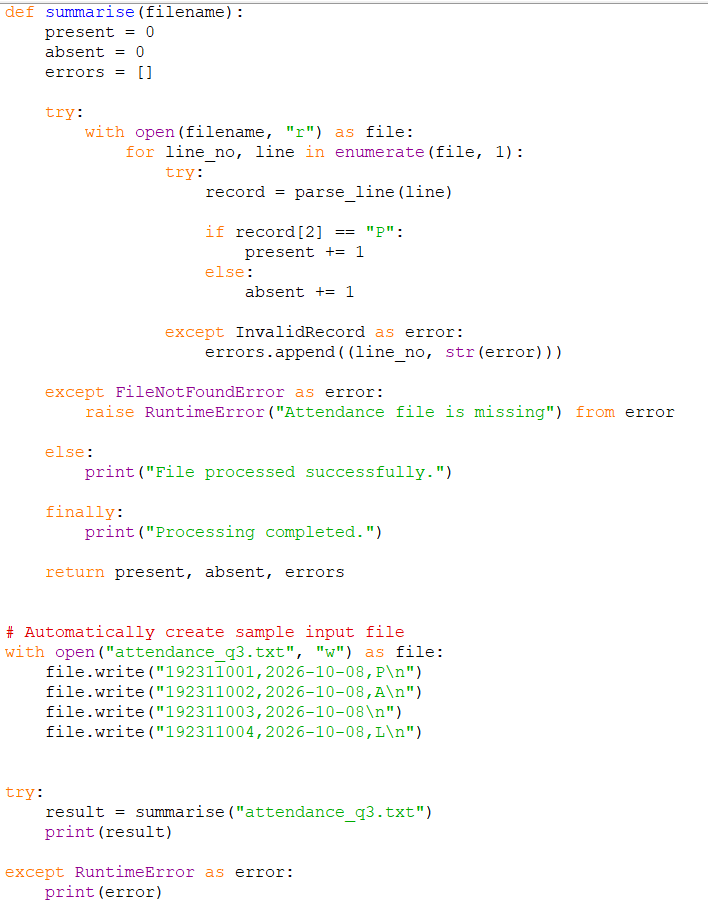 def summarise(filename):
    present = 0
    absent = 0
    errors = []

    try:
        with open(filename, "r") as file:
            for line_no, line in enumerate(file, 1):
                try:
                    record = parse_line(line)

                    if record[2] == "P":
                        present += 1
                    else:
                        absent += 1

                except InvalidRecord as error:
                    errors.append((line_no, str(error)))

    except FileNotFoundError as error:
        raise RuntimeError("Attendance file is missing") from error

    else:
        print("File processed successfully.")

    finally:
        print("Processing completed.")

    return present, absent, errors


# Automatically create sample input file
with open("attendance_q3.txt", "w") as file:
    file.write("192311001,2026-10-08,P\n")
    file.write("192311002,2026-10-08,A\n")
    file.write("192311003,2026-10-08\n")
    file.write("192311004,2026-10-08,L\n")


try:
    result = summarise("attendance_q3.txt")
    print(result)

except RuntimeError as error:
    print(error)